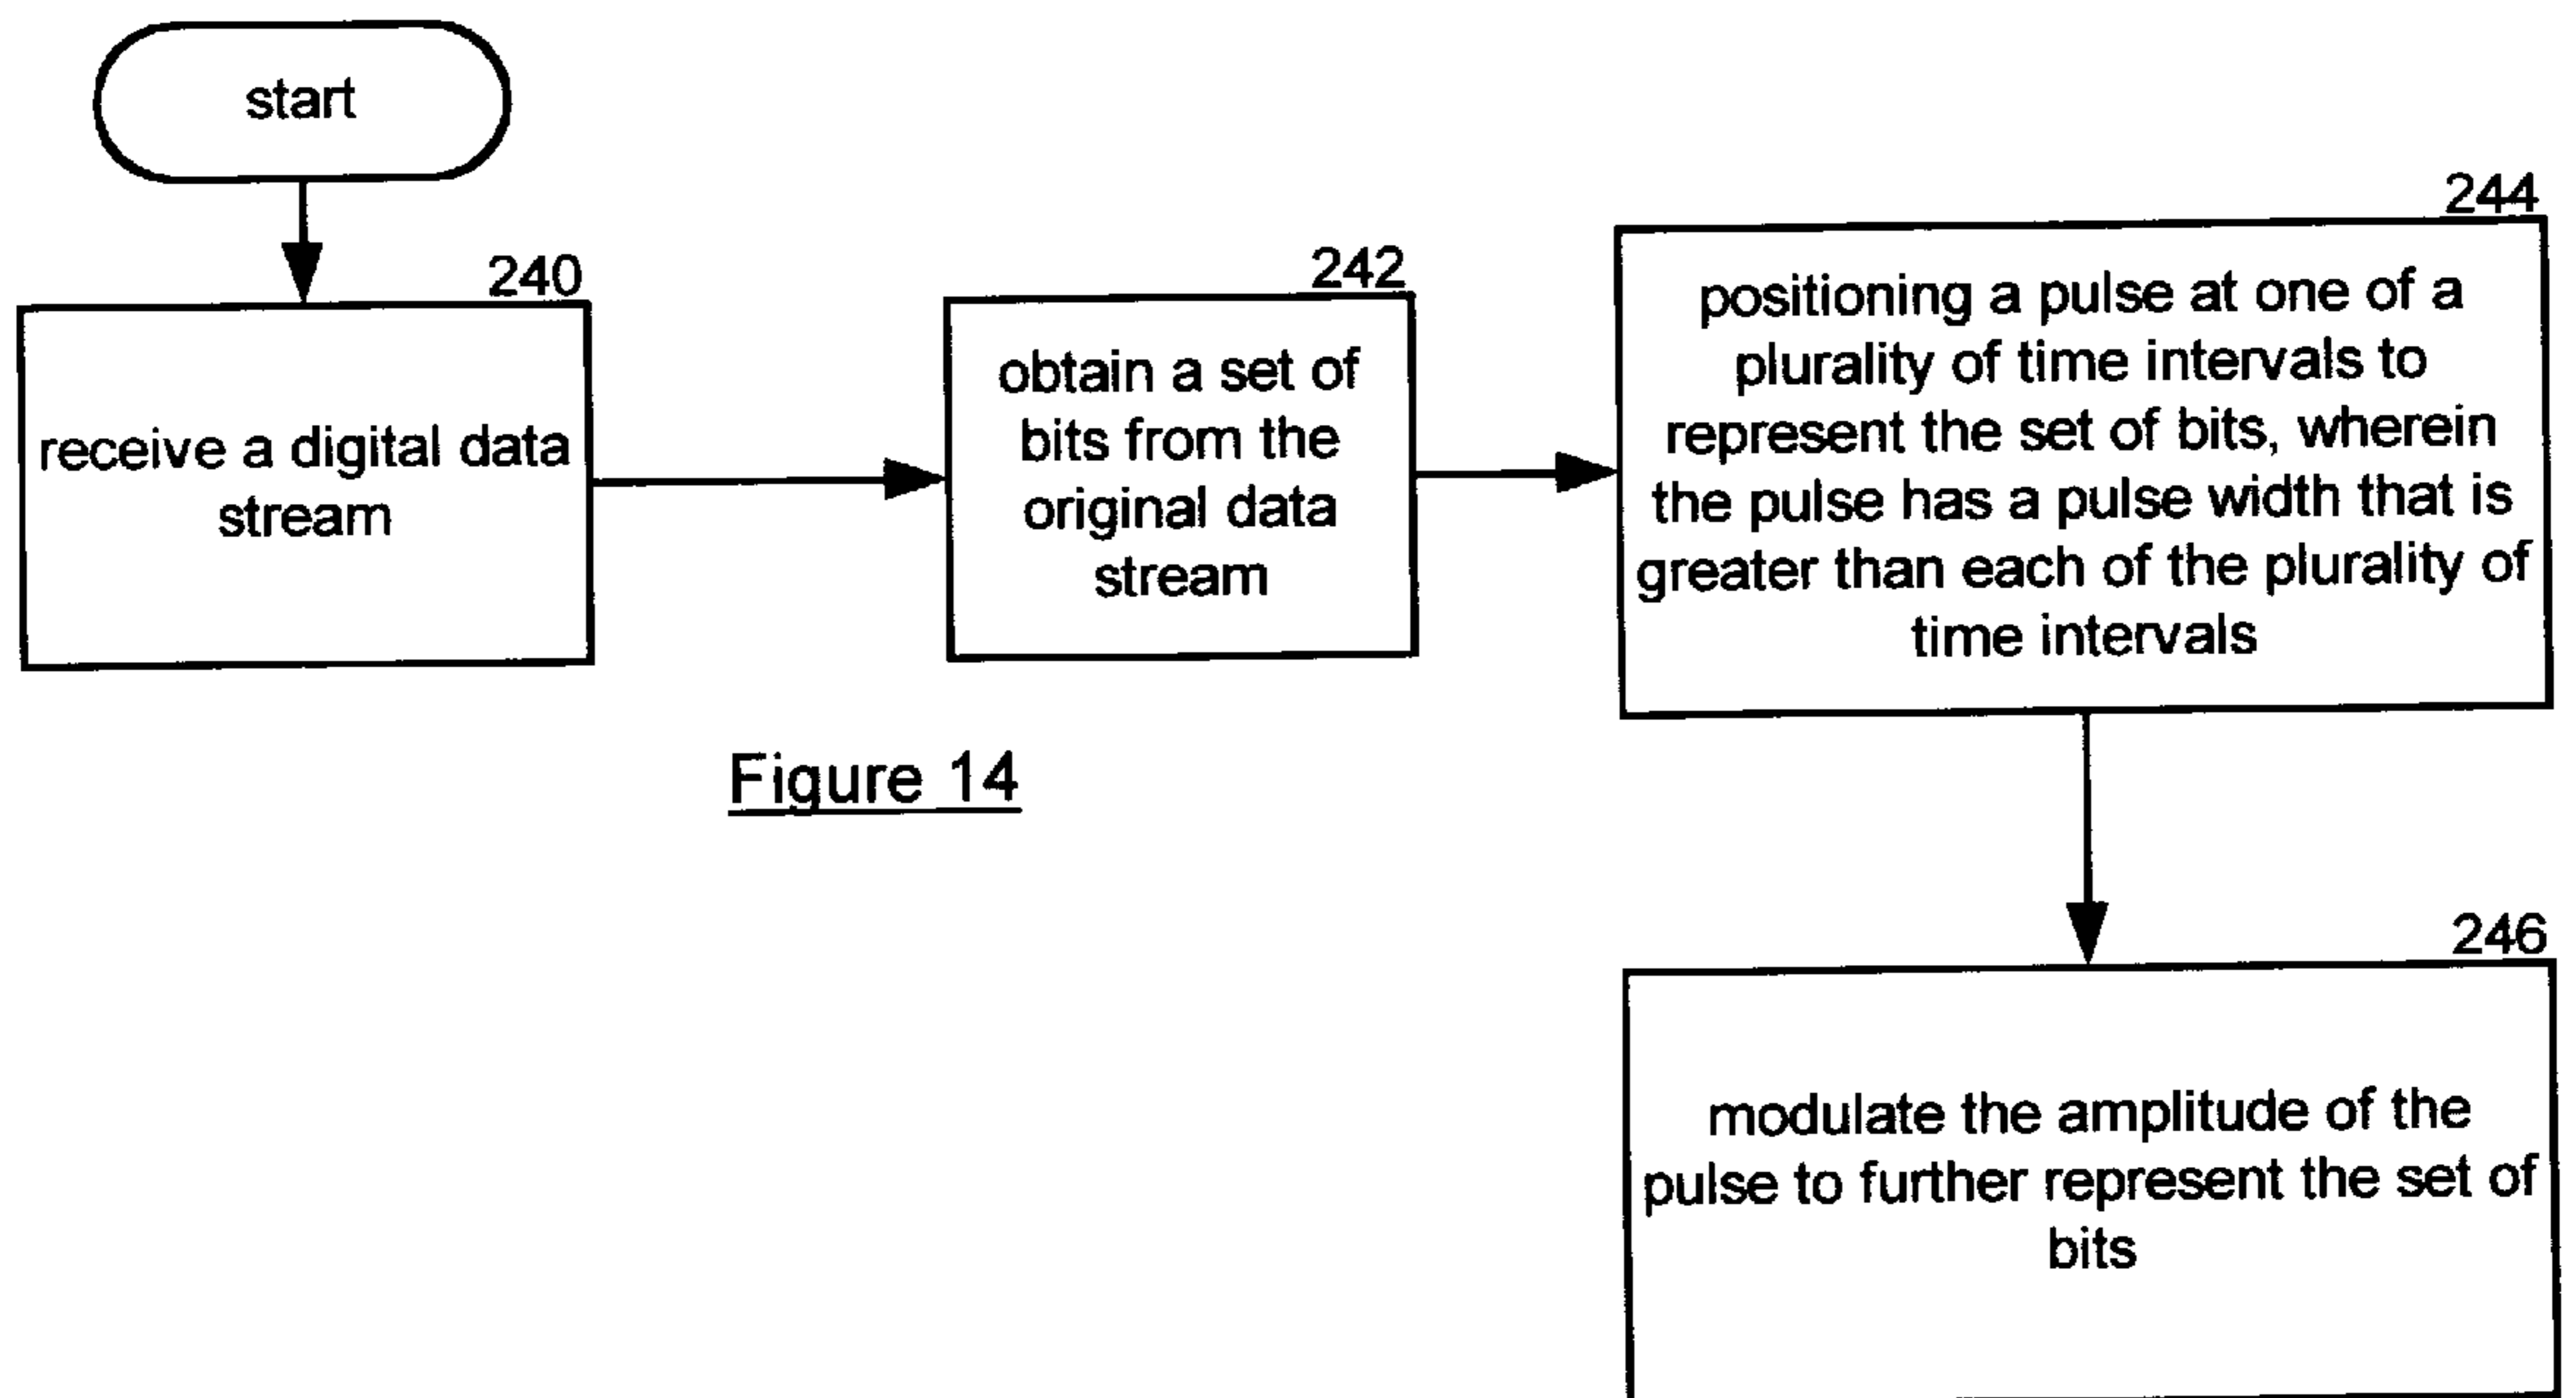 start
240
receive a digital data
stream
242
obtain a set of
bits from the
original data
stream
244
positioning a pulse at one of a
plurality of time intervals to
represent the set of bits, wherein
the pulse has a pulse width that is
greater than each of the plurality of
time intervals
Figure 14
246
modulate the amplitude of the
pulse to further represent the set of
bits